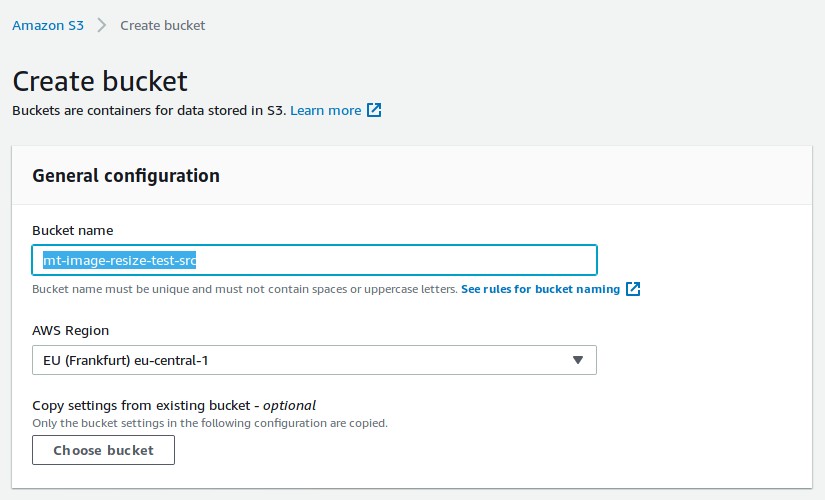 Amazon S3 > Create bucket
Create bucket
Buckets are containers for data stored in S3. Learn more
General configuration
Bucket name
mt-image-resize-test-src
Bucket name must be unique and must not contain spaces or uppercase letters. See rules for bucket naming
AWS Region
EU (Frankfurt) eu-central-1
Copy settings from existing bucket - optional
Only the bucket settings in the following configuration are copied.
Choose bucket